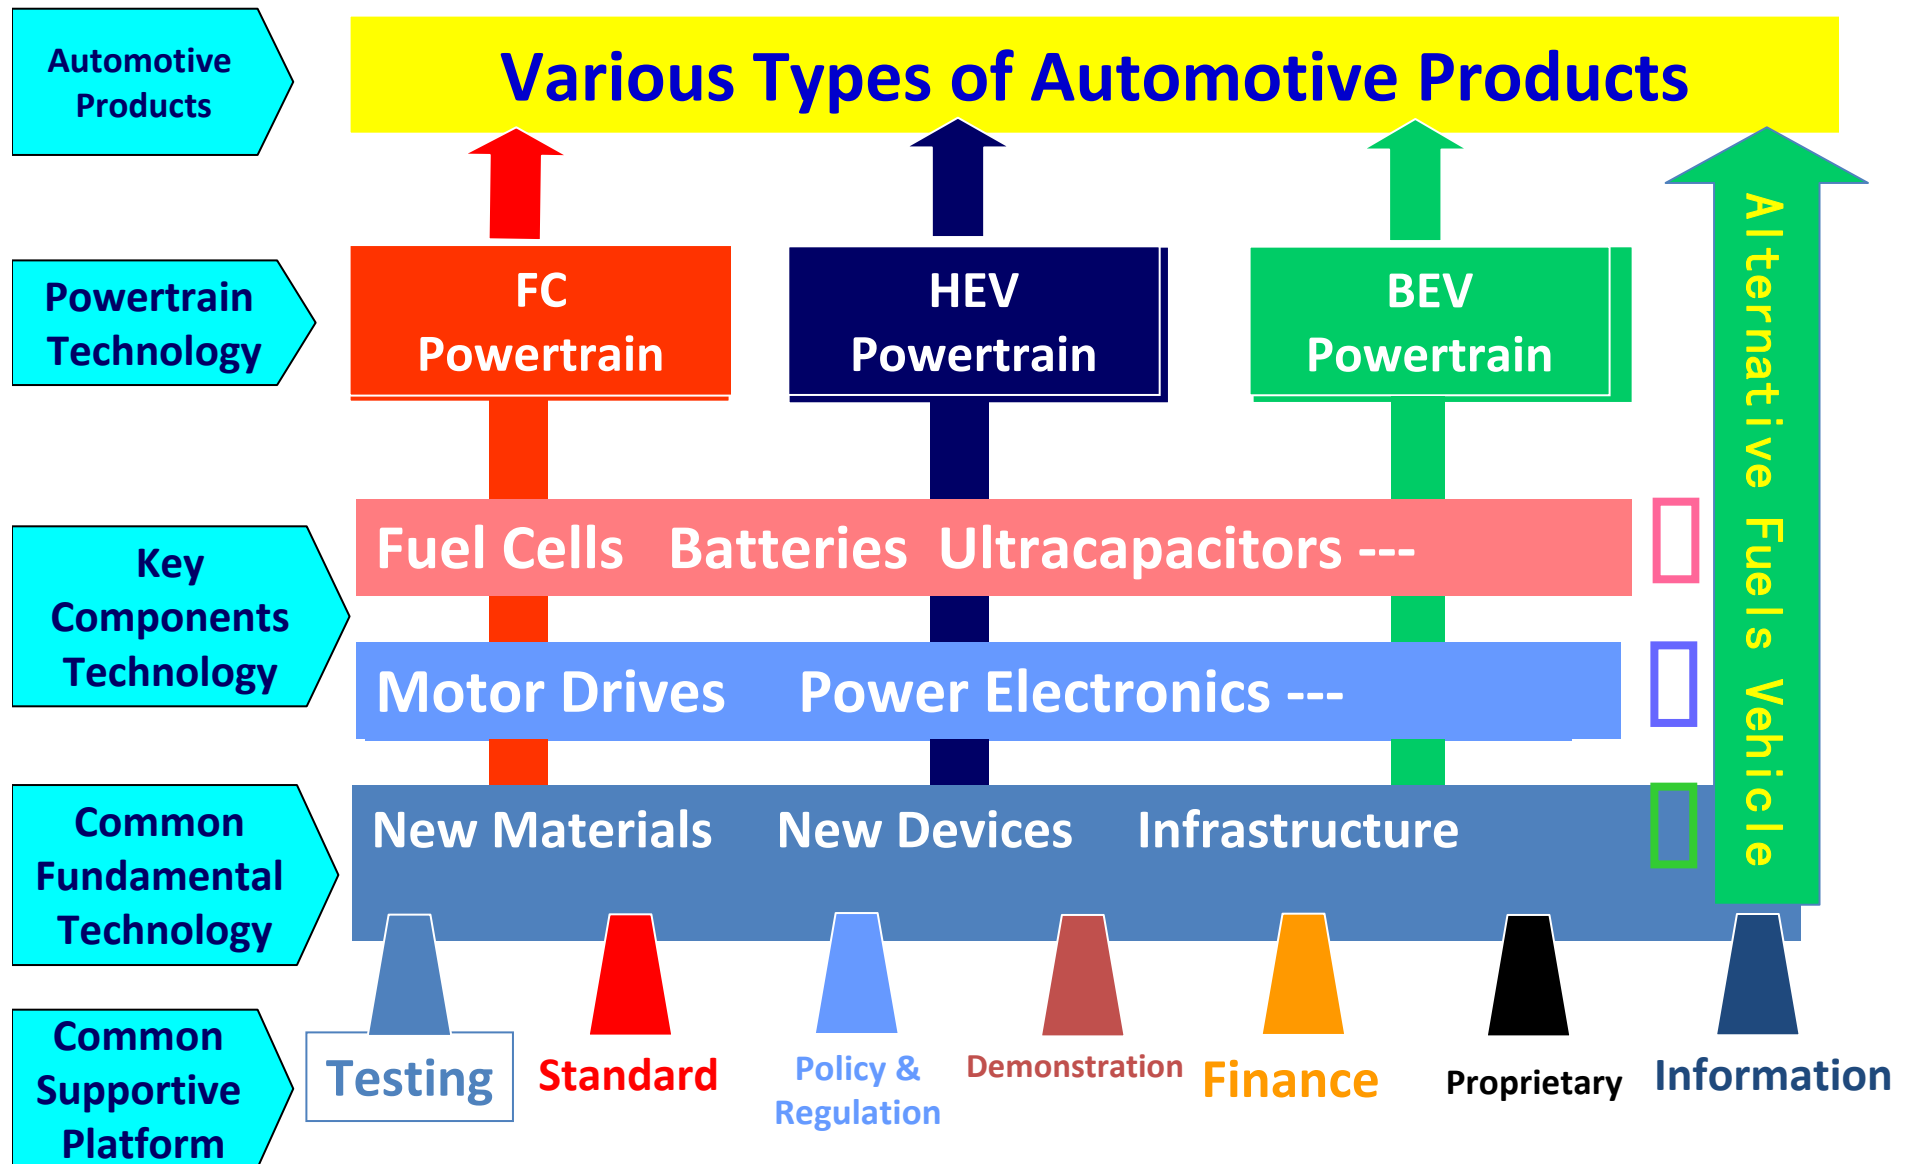 Automotive
Products
Various Types of Automotive Products
Powertrain
Technology
FC
Powertrain
HEV
Powertrain
BEV
Powertrain
Alternative Fuels Vehicle
Key
Components
Technology
Fuel Cells Batteries Ultracapacitors ---
Motor Drives Power Electronics ---
Common
Fundamental
Technology
New Materials New Devices Infrastructure
Common
Supportive
Platform
Testing
Standard
Policy &
Regulation
Demonstration
Finance
Proprietary
Information